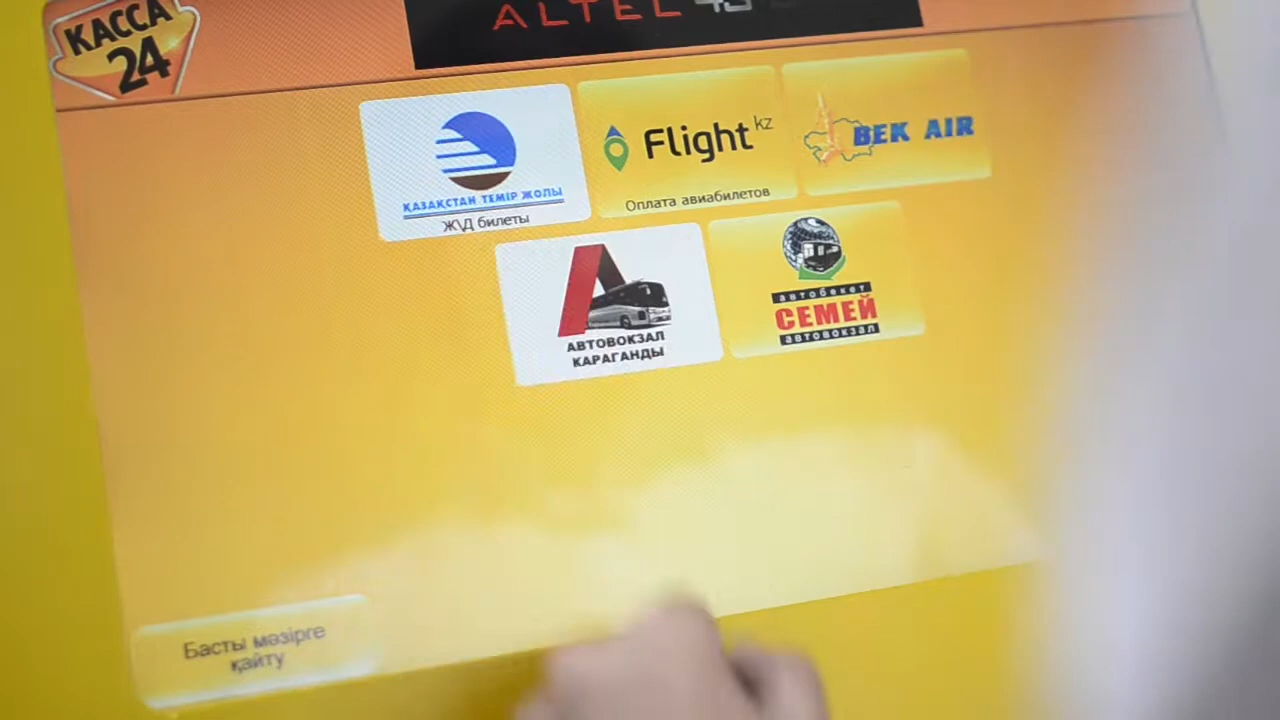 КАССА
24
ALTEL 4G
ҚАЗАҚСТАН ТЕМІР ЖОЛЫ
Ж\Д билеты
Flight kz
Оплата авиабилетов
BEK AIR
АВТОВОКЗАЛ
КАРАГАНДЫ
автобекет
СЕМЕЙ
автовокзал
Басты мәзірге
қайту